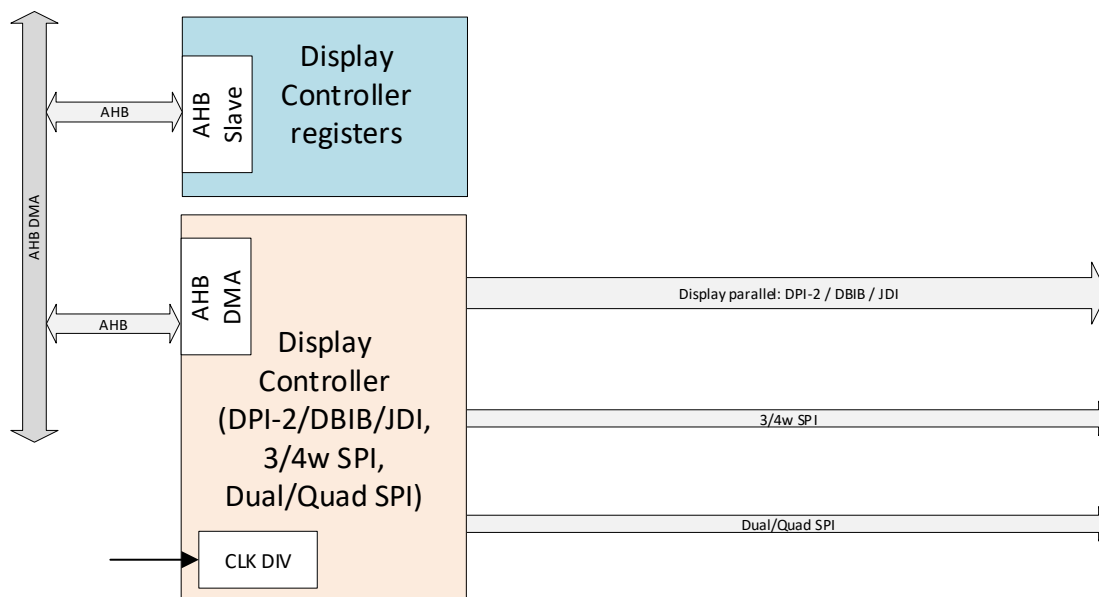 Display
Controller
registers
AHB
Slave
AHB
AHB DMA
AHB
DMA
AHB
Display
Controller
(DPI-2/DBIB/JDI,
3/4w SPI,
Dual/Quad SPI)
CLK DIV
Display parallel: DPI-2 / DBIB / JDI
3/4w SPI
Dual/Quad SPI